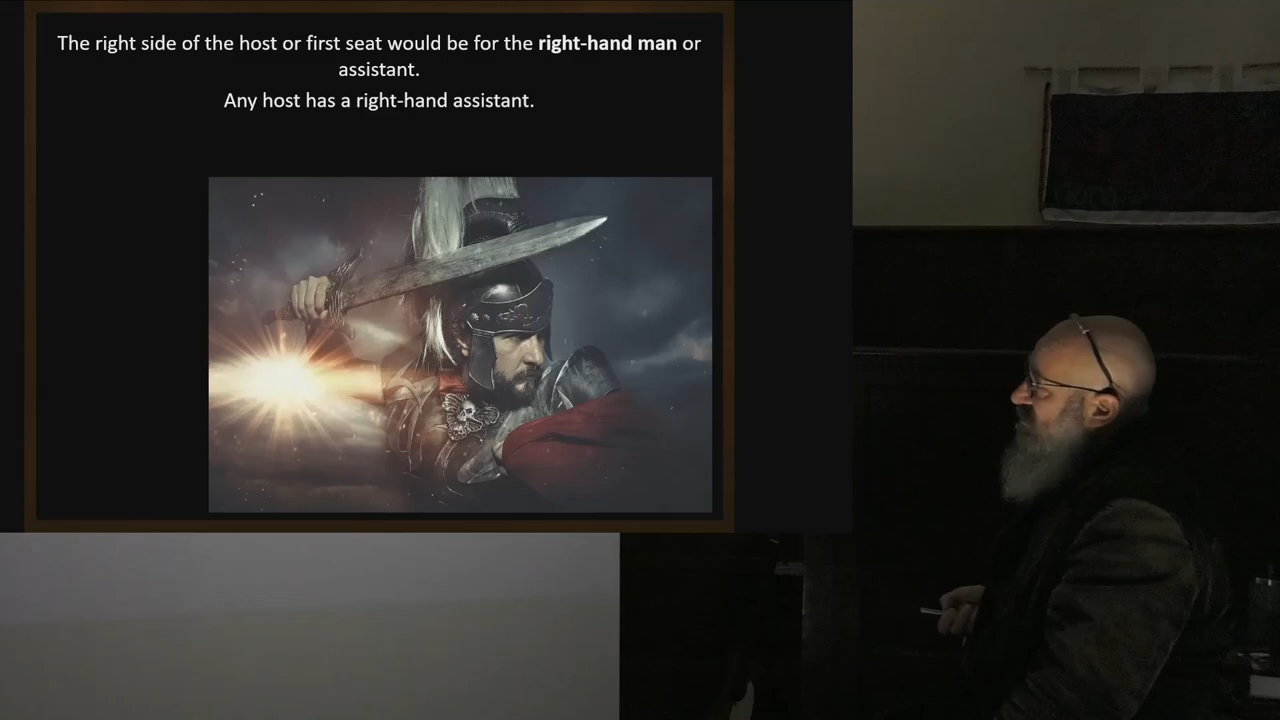 The right side of the host or first seat would be for the right-hand man or
assistant.
Any host has a right-hand assistant.